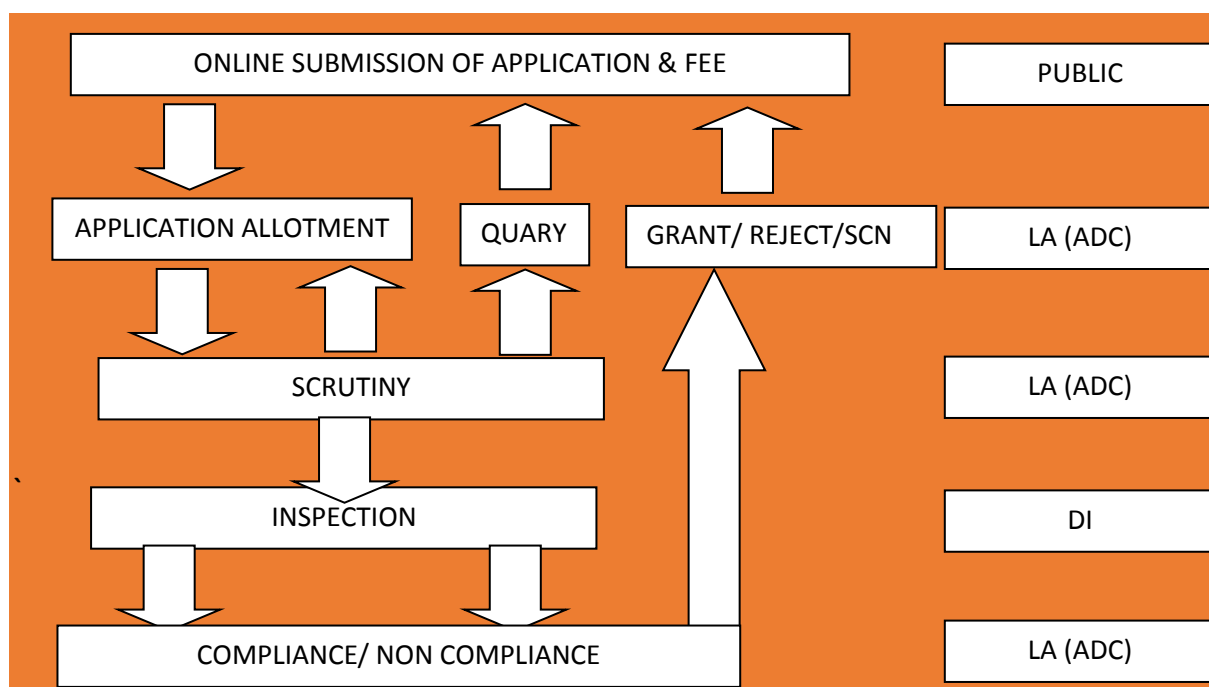 ONLINE SUBMISSION OF APPLICATION & FEE
PUBLIC
APPLICATION ALLOTMENT
QUARY
GRANT/ REJECT/SCN
LA (ADC)
SCRUTINY
LA (ADC)
`
INSPECTION
DI
COMPLIANCE/ NON COMPLIANCE
LA (ADC)